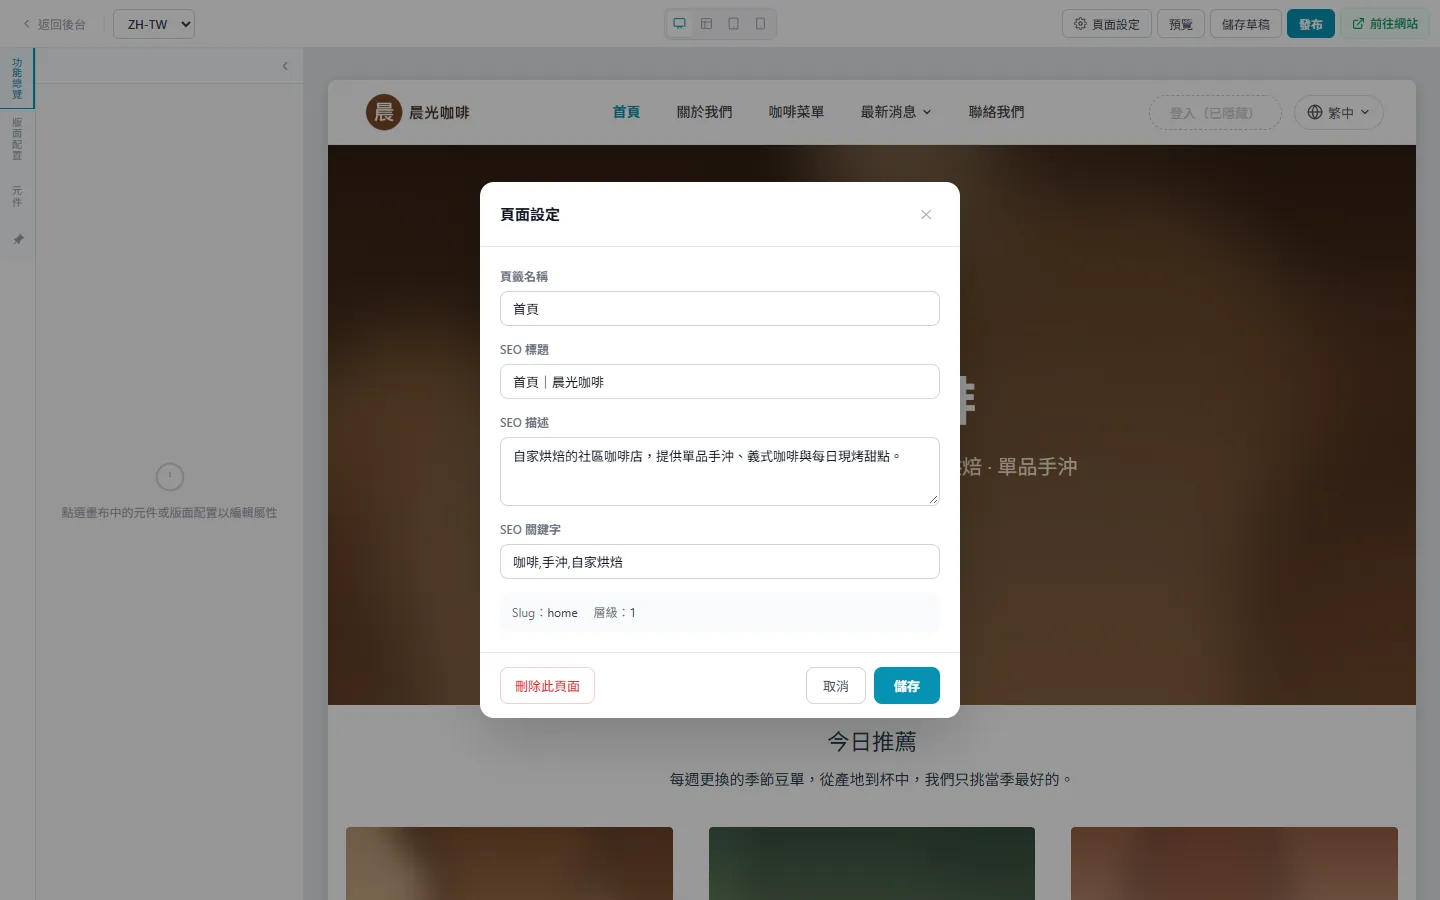 返回後台
ZH-TW
頁面設定
預覽
儲存草稿
發布
前往網站
功能總覽
版面配置
元件
點選畫布中的元件或版面配置以編輯屬性
晨
晨光咖啡
首頁
關於我們
咖啡菜單
最新消息
聯絡我們
登入（已隱藏）
繁中
啡
焙 · 單品手沖
頁面設定
頁籤名稱
首頁
SEO 標題
首頁｜晨光咖啡
SEO 描述
自家烘焙的社區咖啡店，提供單品手沖、義式咖啡與每日現烤甜點。
SEO 關鍵字
咖啡,手沖,自家烘焙
Slug：home 層級：1
刪除此頁面
取消
儲存
今日推薦
每週更換的季節豆單，從產地到杯中，我們只挑當季最好的。